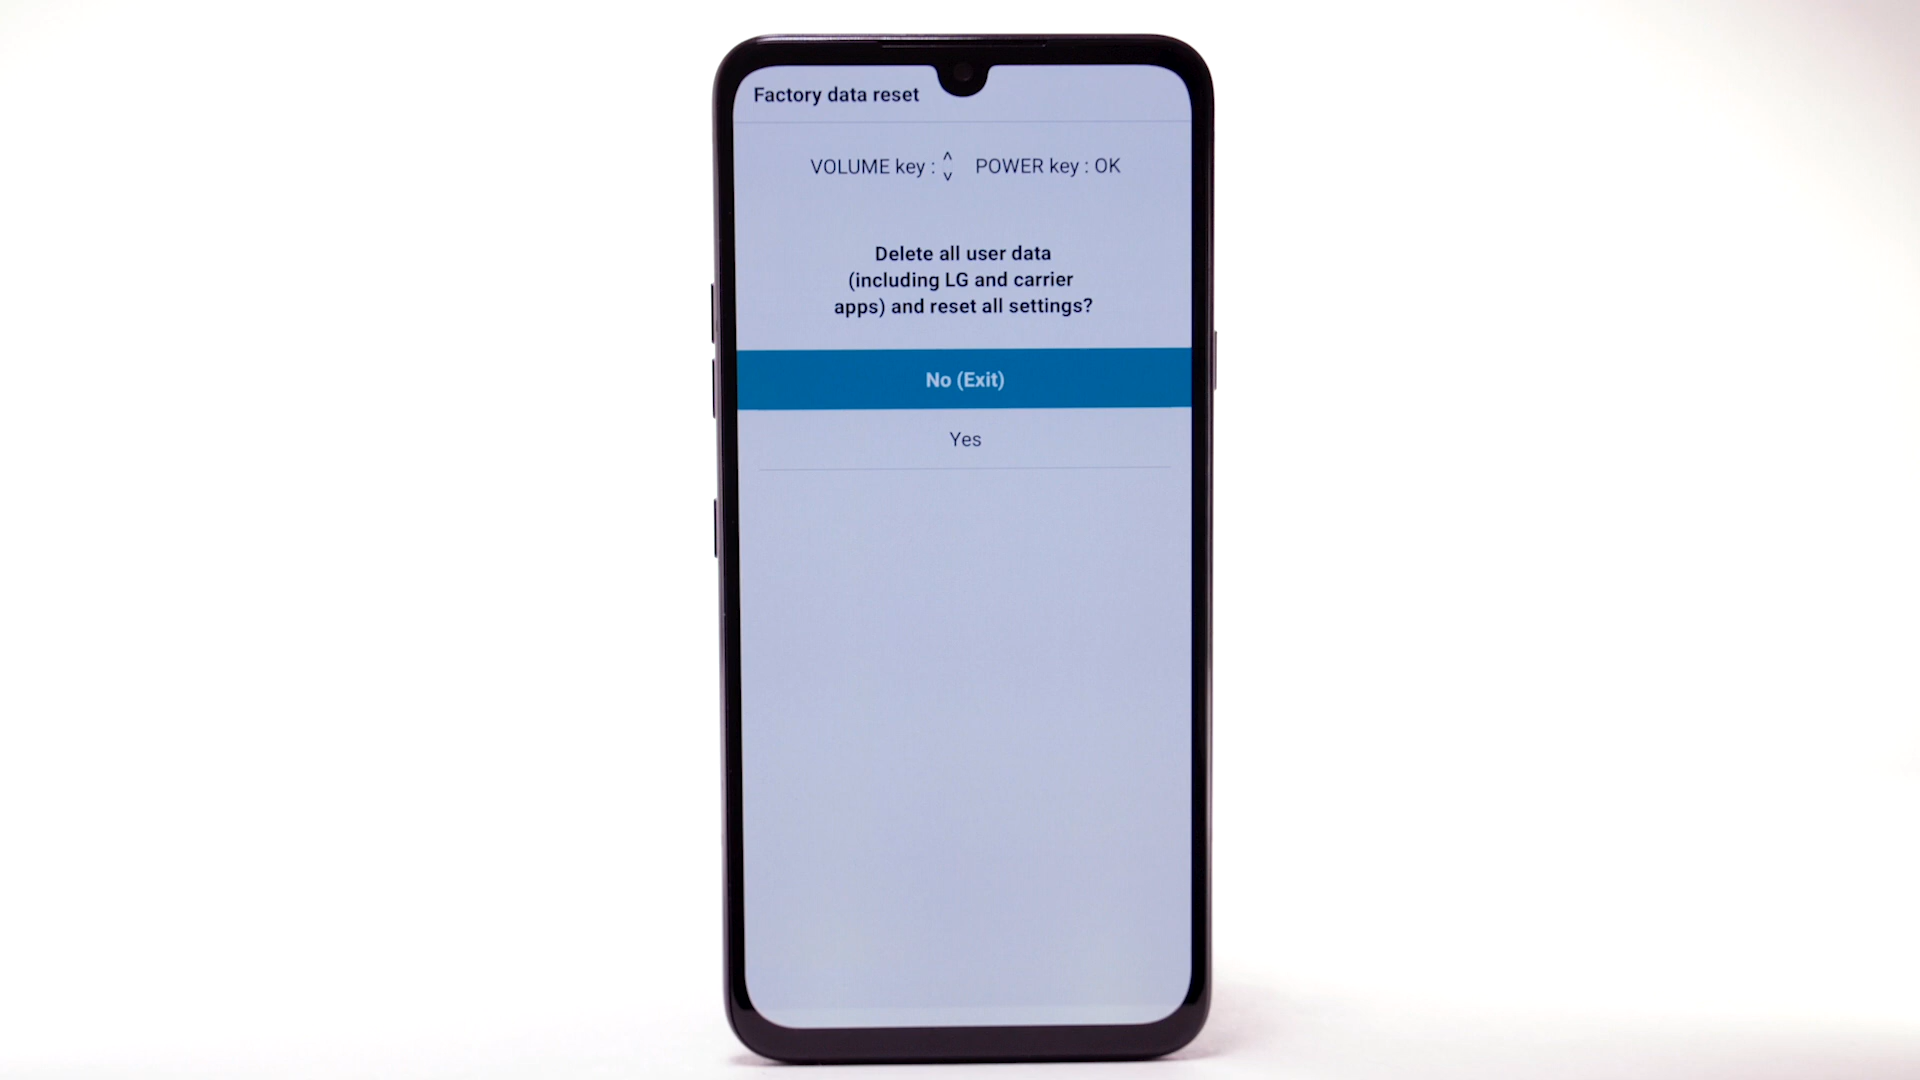 Factory data reset
VOLUME key : ^ v POWER key : OK
Delete all user data
(including LG and carrier
apps) and reset all settings?
No (Exit)
Yes